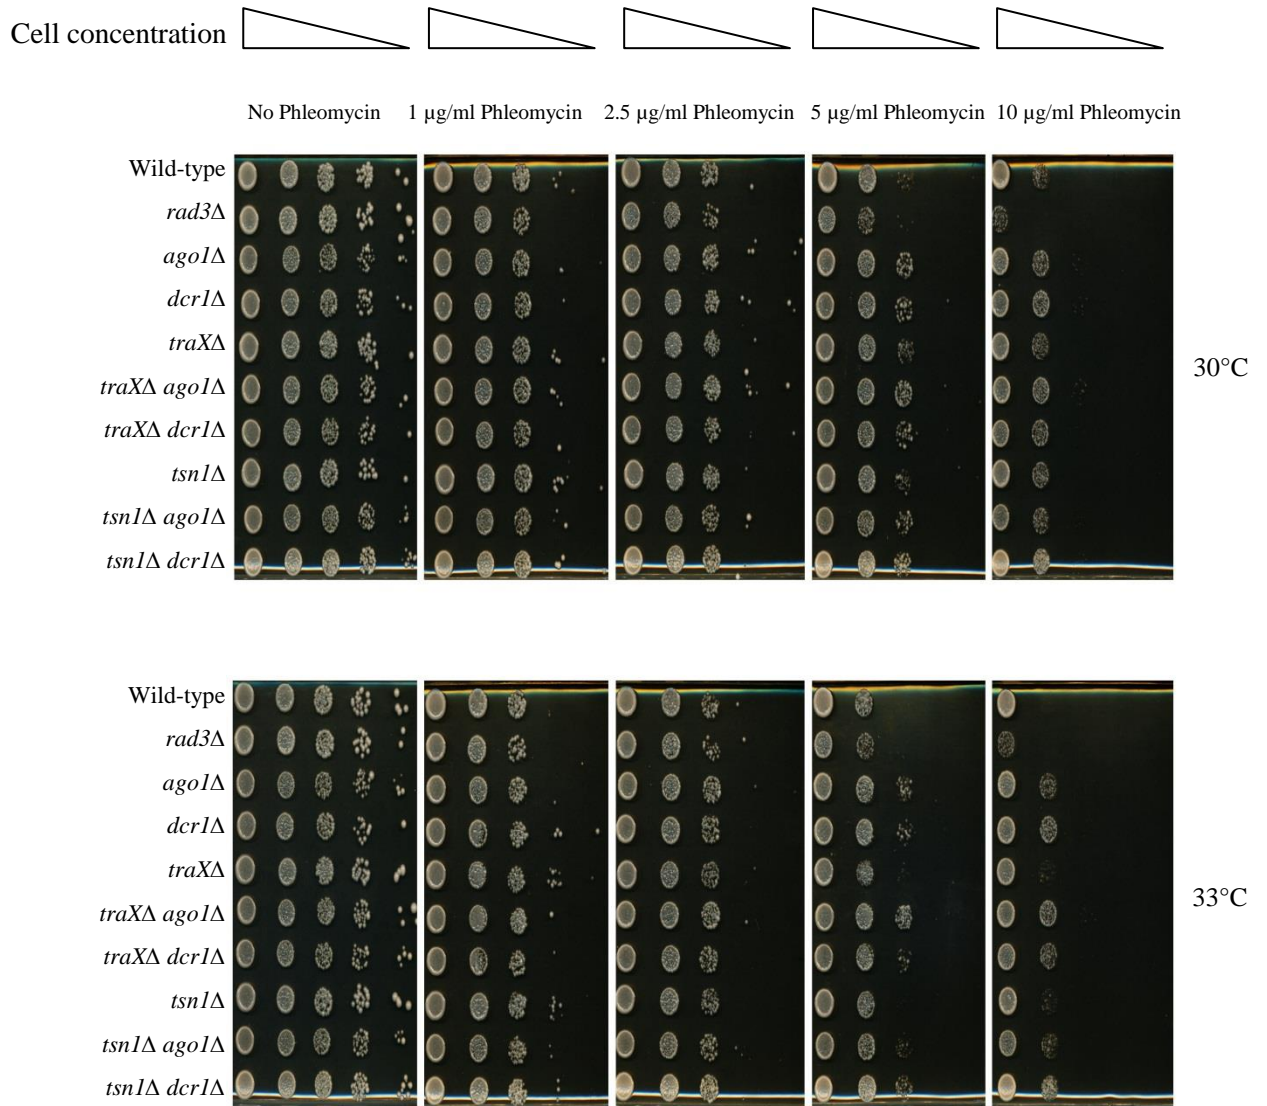 Cell concentration
No Phleomycin 1 µg/ml Phleomycin 2.5 µg/ml Phleomycin 5 µg/ml Phleomycin 10 µg/ml Phleomycin
Wild-type
rad3Δ
ago1Δ
dcr1Δ
traXΔ
30°C
traXΔ ago1Δ
traXΔ dcr1Δ
tsn1Δ
tsn1Δ ago1Δ
tsn1Δ dcr1Δ
Wild-type
rad3Δ
ago1Δ
dcr1Δ
traXΔ
33°C
traXΔ ago1Δ
traXΔ dcr1Δ
tsn1Δ
tsn1Δ ago1Δ
tsn1Δ dcr1Δ